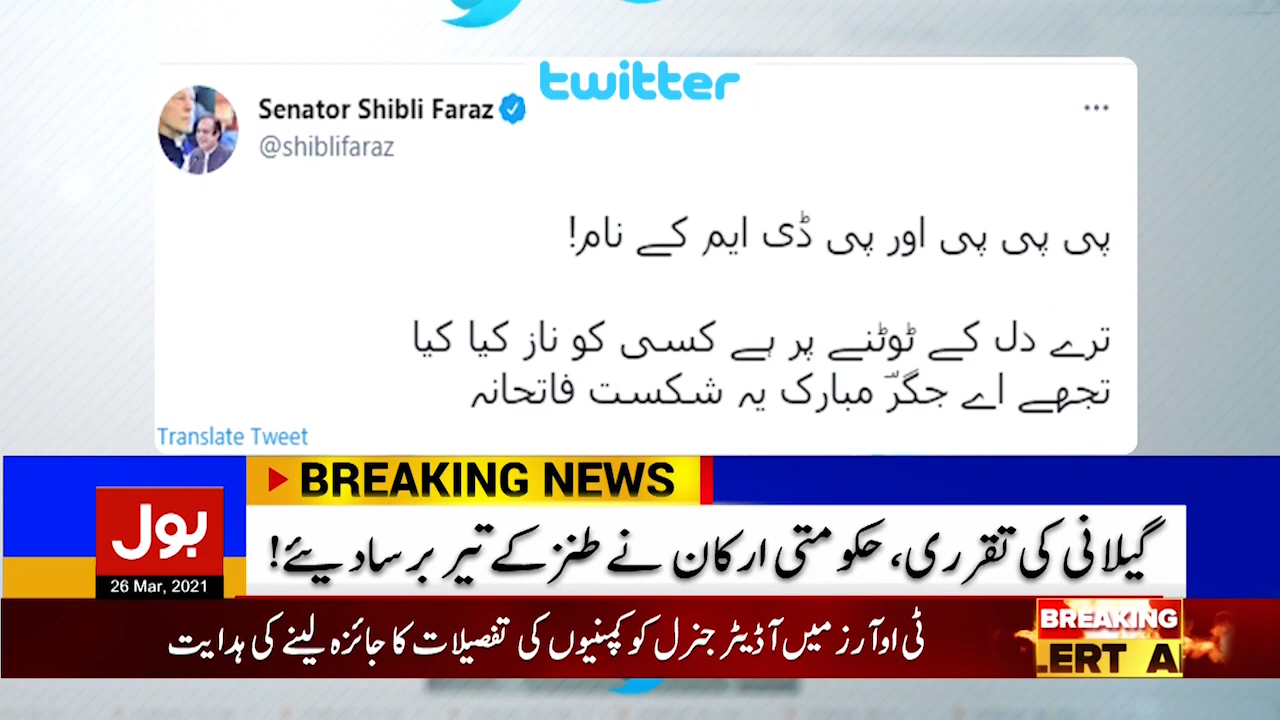 twitter
Senator Shibli Faraz
@shiblifaraz
پی پی پی اور پی ڈی ایم کے نام!
ترے دل کے ٹوٹنے پر ہے کسی کو ناز کیا کیا
تجھے اے جگرؔ مبارک یہ شکست فاتحانہ
Translate Tweet
BREAKING NEWS
بول
26 Mar, 2021
گیلانی کی تقرری، حکومتی ارکان نے طنز کے تیر برسادیئے!
ٹی او آرز میں آڈیٹر جنرل کو کمپنیوں کی تفصیلات کا جائزہ لینے کی ہدایت
BREAKING
LERT A